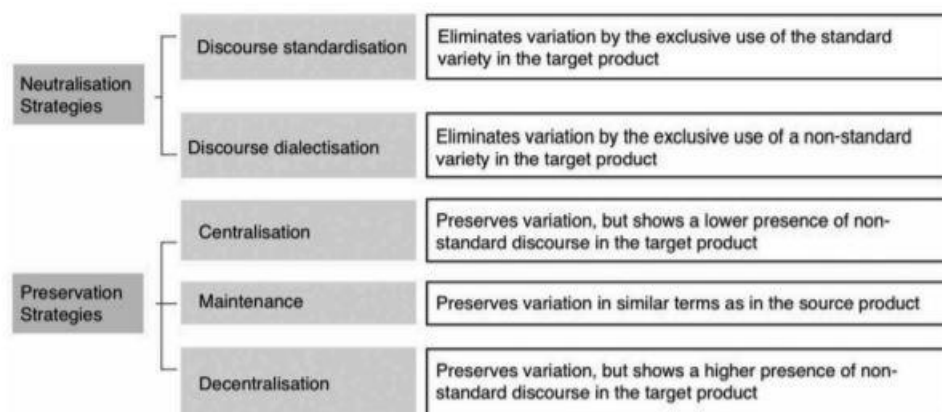 Neutralisation
Strategies
Discourse standardisation
Eliminates variation by the exclusive use of the standard
variety in the target product
Discourse dialectisation
Eliminates variation by the exclusive use of a non-standard
variety in the target product
Preservation
Strategies
Centralisation
Preserves variation, but shows a lower presence of non-
standard discourse in the target product
Maintenance
Preserves variation in similar terms as in the source product
Decentralisation
Preserves variation, but shows a higher presence of non-
standard discourse in the target product